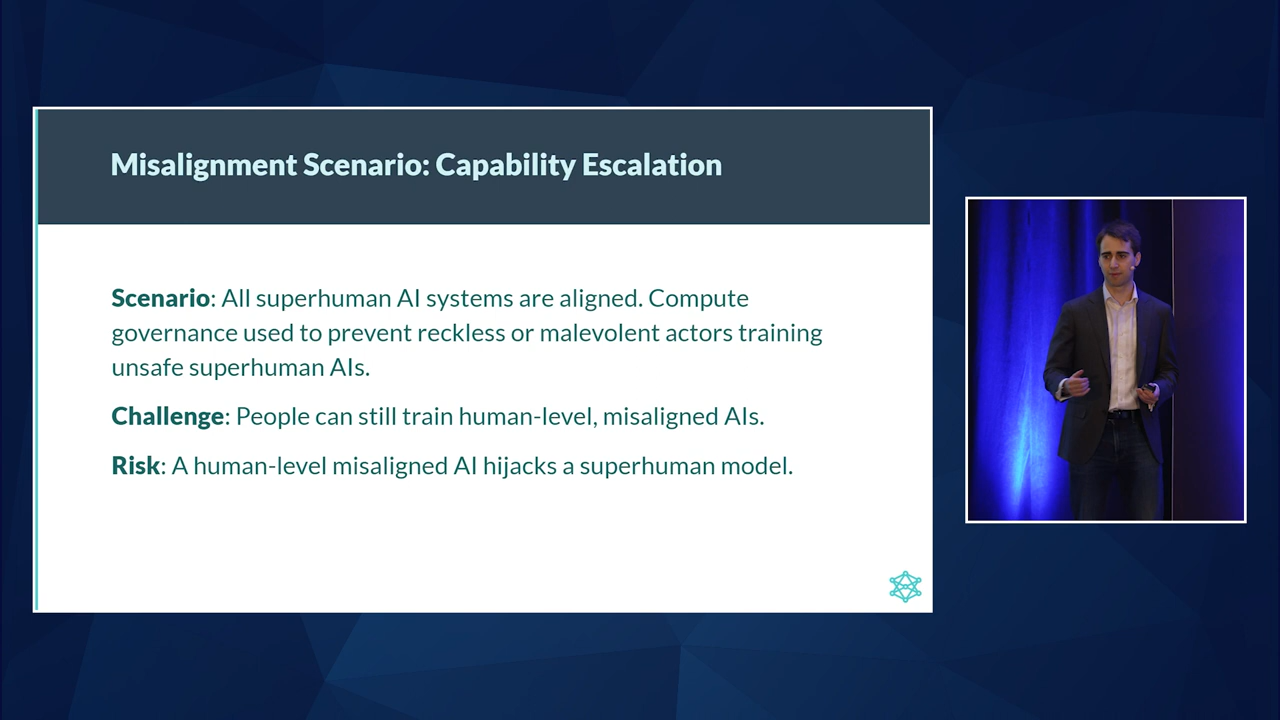 Misalignment Scenario: Capability Escalation
Scenario: All superhuman AI systems are aligned. Compute
governance used to prevent reckless or malevolent actors training
unsafe superhuman AIs.
Challenge: People can still train human-level, misaligned AIs.
Risk: A human-level misaligned AI hijacks a superhuman model.